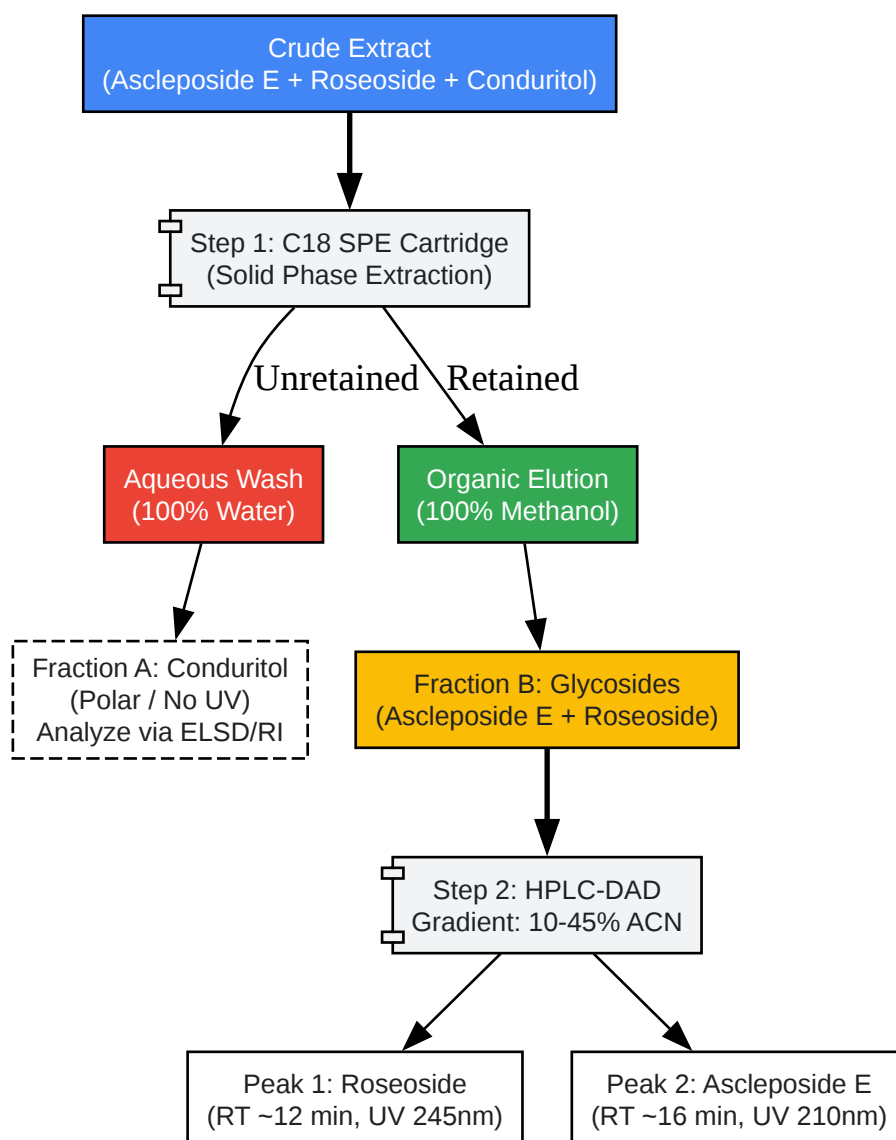 Crude Extract
(Ascleposide E + Roseoside + Conduritol)
Step 1: C18 SPE Cartridge
(Solid Phase Extraction)
Unretained
Retained
Aqueous Wash
(100% Water)
Organic Elution
(100% Methanol)
Fraction A: Conduritol
(Polar / No UV)
Analyze via ELSD/RI
Fraction B: Glycosides
(Ascleposide E + Roseoside)
Step 2: HPLC-DAD
Gradient: 10-45% ACN
Peak 1: Roseoside
(RT ~12 min, UV 245nm)
Peak 2: Ascleposide E
(RT ~16 min, UV 210nm)